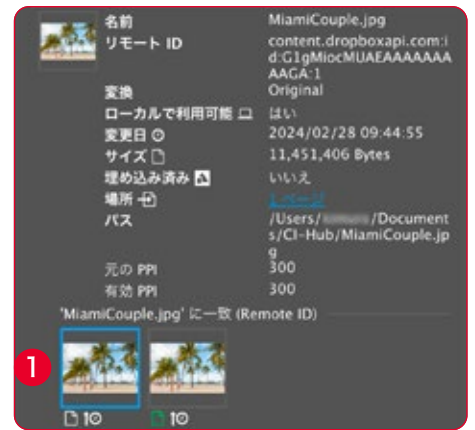 名前 MiamiCouple.jpg
リモート ID content.dropboxapi.com:i
d:G1gMiocMUAEAAAAAAA
AAGA:1
変換 Original
ローカルで利用可能 はい
変更日 2024/02/28 09:44:55
サイズ 11,451,406 Bytes
埋め込み済み いいえ
場所 1 ページ
パス /Users/ /Document
s/CI-Hub/MiamiCouple.jp
g
元の PPI 300
有効 PPI 300
'MiamiCouple.jpg' に一致 (Remote ID)
1
1 1